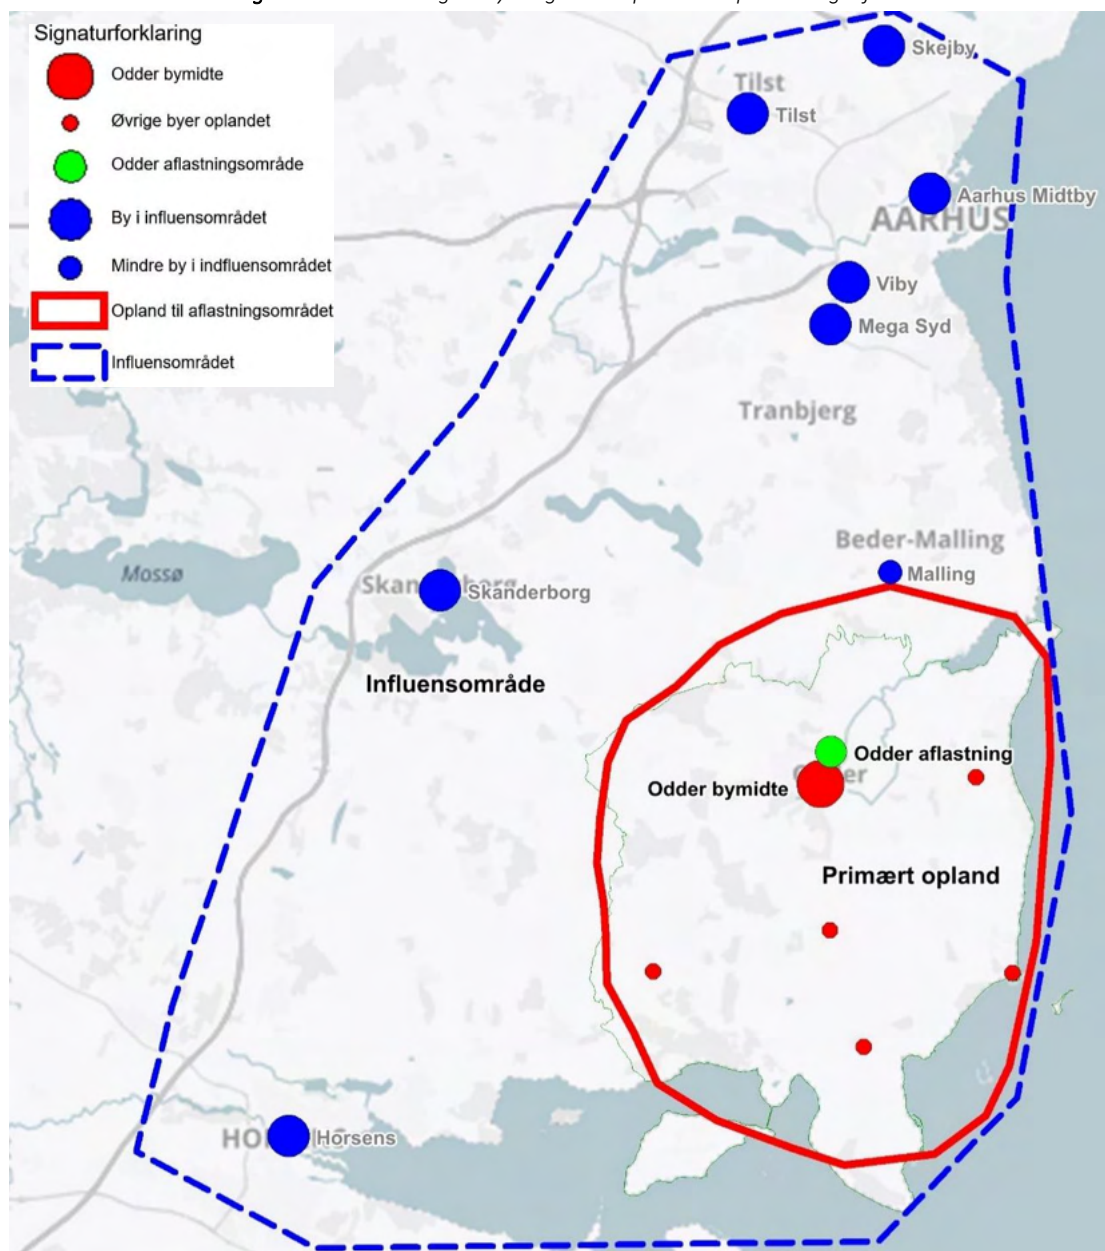 Signaturforklaring
Odder bymidte
Øvrige byer oplandet
Odder aflastningsområde
By i influensområdet
Mindre by i indfluensområdet
Opland til aflastningsområdet
Influensområdet
Skejby
Tilst
Tilst
Aarhus Midtby
AARHUS
Viby
Mega Syd
Tranbjerg
Beder-Malling
Malling
Mossø
Skanderborg
Influensområde
Odder aflastning
Odder bymidte
Primært opland
Horsens